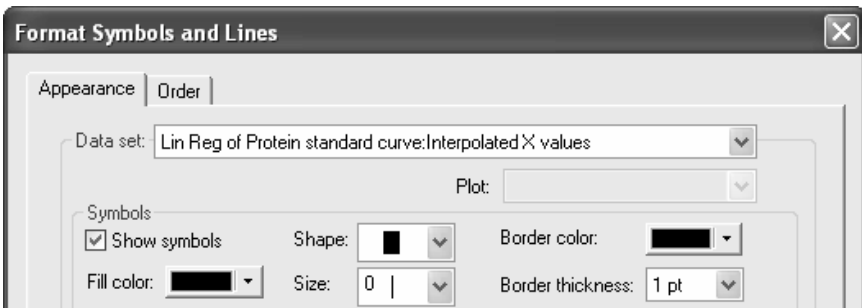 Format Symbols and Lines
Appearance Order
Data set: Lin Reg of Protein standard curve:Interpolated X values
Plot:
Symbols
Show symbols Shape: Border color:
Fill color: Size: 0 Border thickness: 1 pt